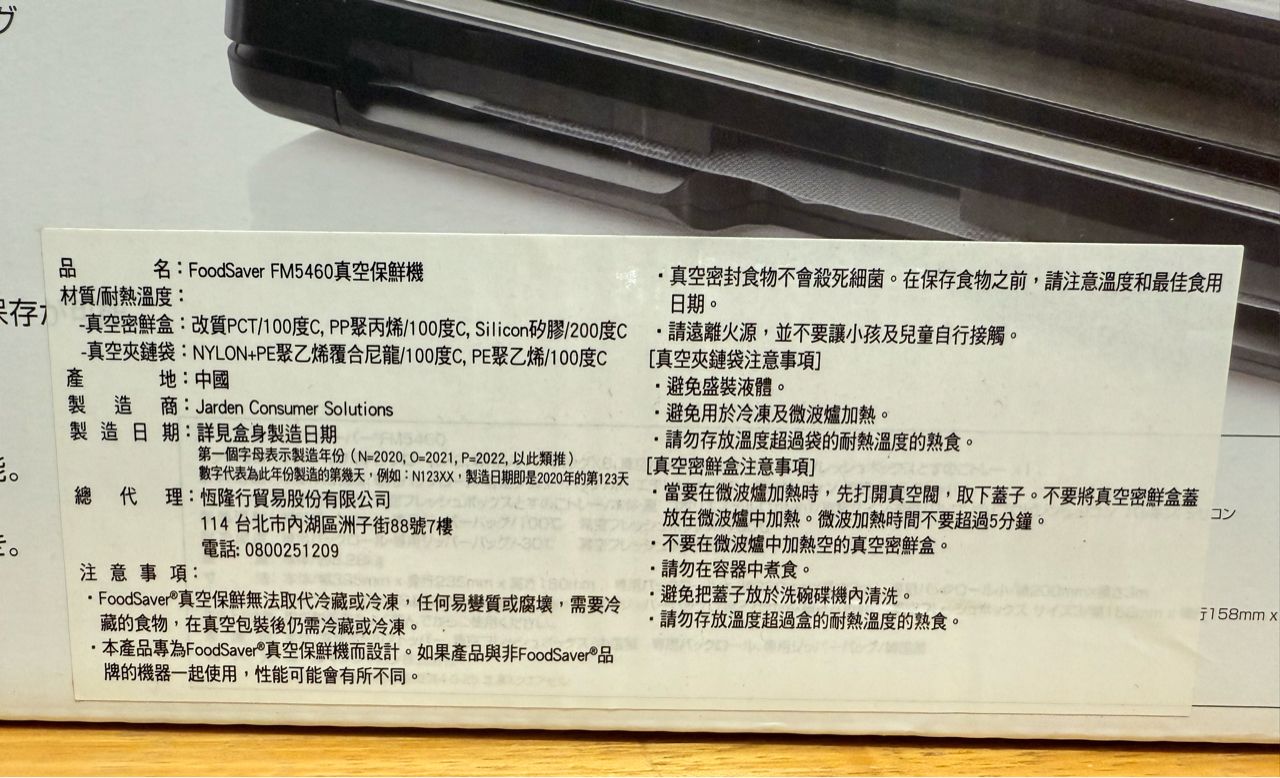 グ
保存が
能。
コン
行158mm x
品 名：FoodSaver FM5460真空保鮮機
材質/耐熱溫度：
-真空密鮮盒：改質PCT/100度C, PP聚丙烯/100度C, Silicon矽膠/200度C
-真空夾鏈袋：NYLON+PE聚乙烯覆合尼龍/100度C, PE聚乙烯/100度C
產 地：中國
製 造 商：Jarden Consumer Solutions
製 造 日 期：詳見盒身製造日期
第一個字母表示製造年份（N=2020, O=2021, P=2022, 以此類推）
數字代表為此年份製造的第幾天，例如：N123XX，製造日期即是2020年的第123天
總 代 理：恆隆行貿易股份有限公司
114 台北市內湖區洲子街88號7樓
電話: 0800251209
注 意 事 項：
・FoodSaver®真空保鮮無法取代冷藏或冷凍，任何易變質或腐壞，需要冷
藏的食物，在真空包裝後仍需冷藏或冷凍。
・本產品專為FoodSaver®真空保鮮機而設計。如果產品與非FoodSaver®品
牌的機器一起使用，性能可能會有所不同。
・真空密封食物不會殺死細菌。在保存食物之前，請注意溫度和最佳食用
日期。
・請遠離火源，並不要讓小孩及兒童自行接觸。
[真空夾鏈袋注意事項]
・避免盛裝液體。
・避免用於冷凍及微波爐加熱。
・請勿存放溫度超過袋的耐熱溫度的熟食。
[真空密鮮盒注意事項]
・當要在微波爐加熱時，先打開真空閥，取下蓋子。不要將真空密鮮盒蓋
放在微波爐中加熱。微波加熱時間不要超過5分鐘。
・不要在微波爐中加熱空的真空密鮮盒。
・請勿在容器中煮食。
・避免把蓋子放於洗碗碟機內清洗。
・請勿存放溫度超過盒的耐熱溫度的熟食。